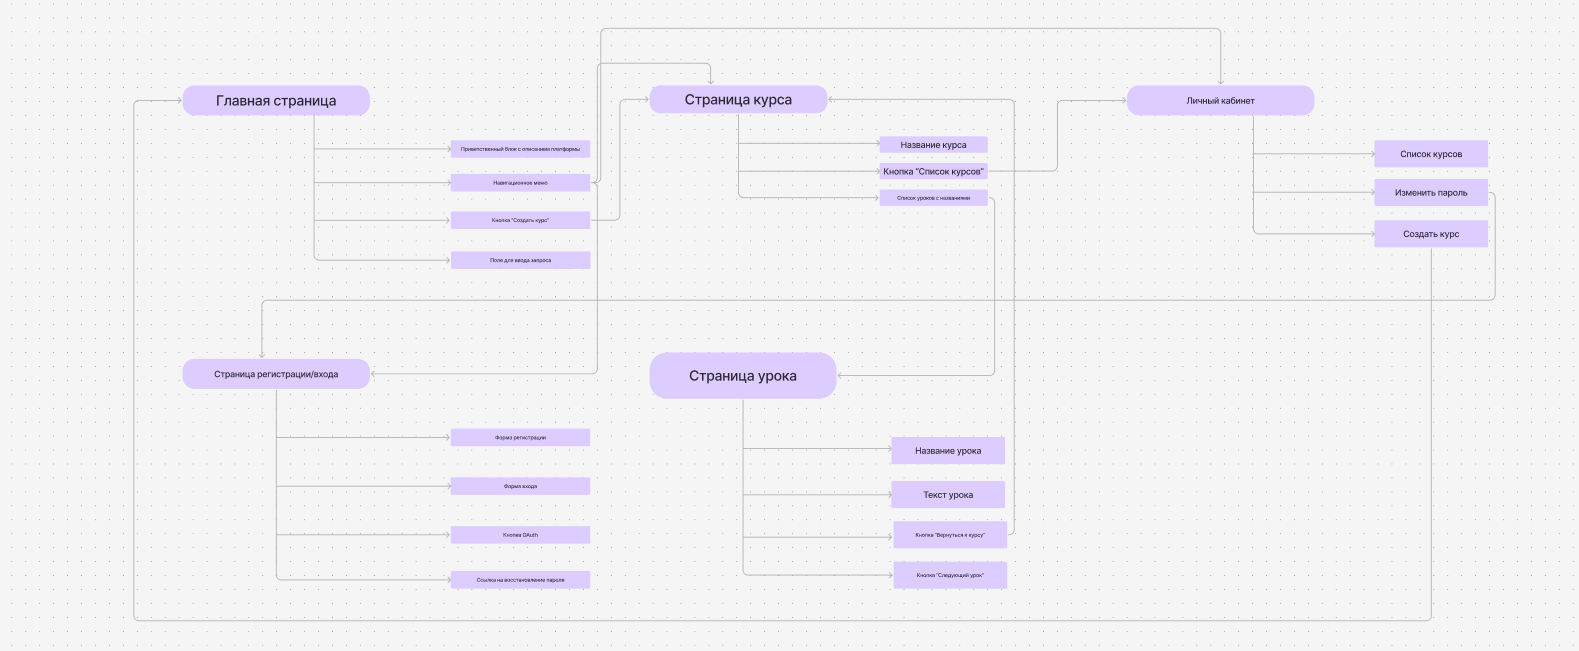 Главная страница
Приветственный блок с описанием платформы
Навигационное меню
Кнопка "Создать курс"
Поле для ввода запроса
Страница курса
Название курса
Кнопка "Список курсов"
Список уроков с названиями
Личный кабинет
Список курсов
Изменить пароль
Создать курс
Страница регистрации/входа
Форма регистрации
Форма входа
Кнопка OAuth
Ссылка на восстановление пароля
Страница урока
Название урока
Текст урока
Кнопка "Вернуться к курсу"
Кнопка "Следующий урок"